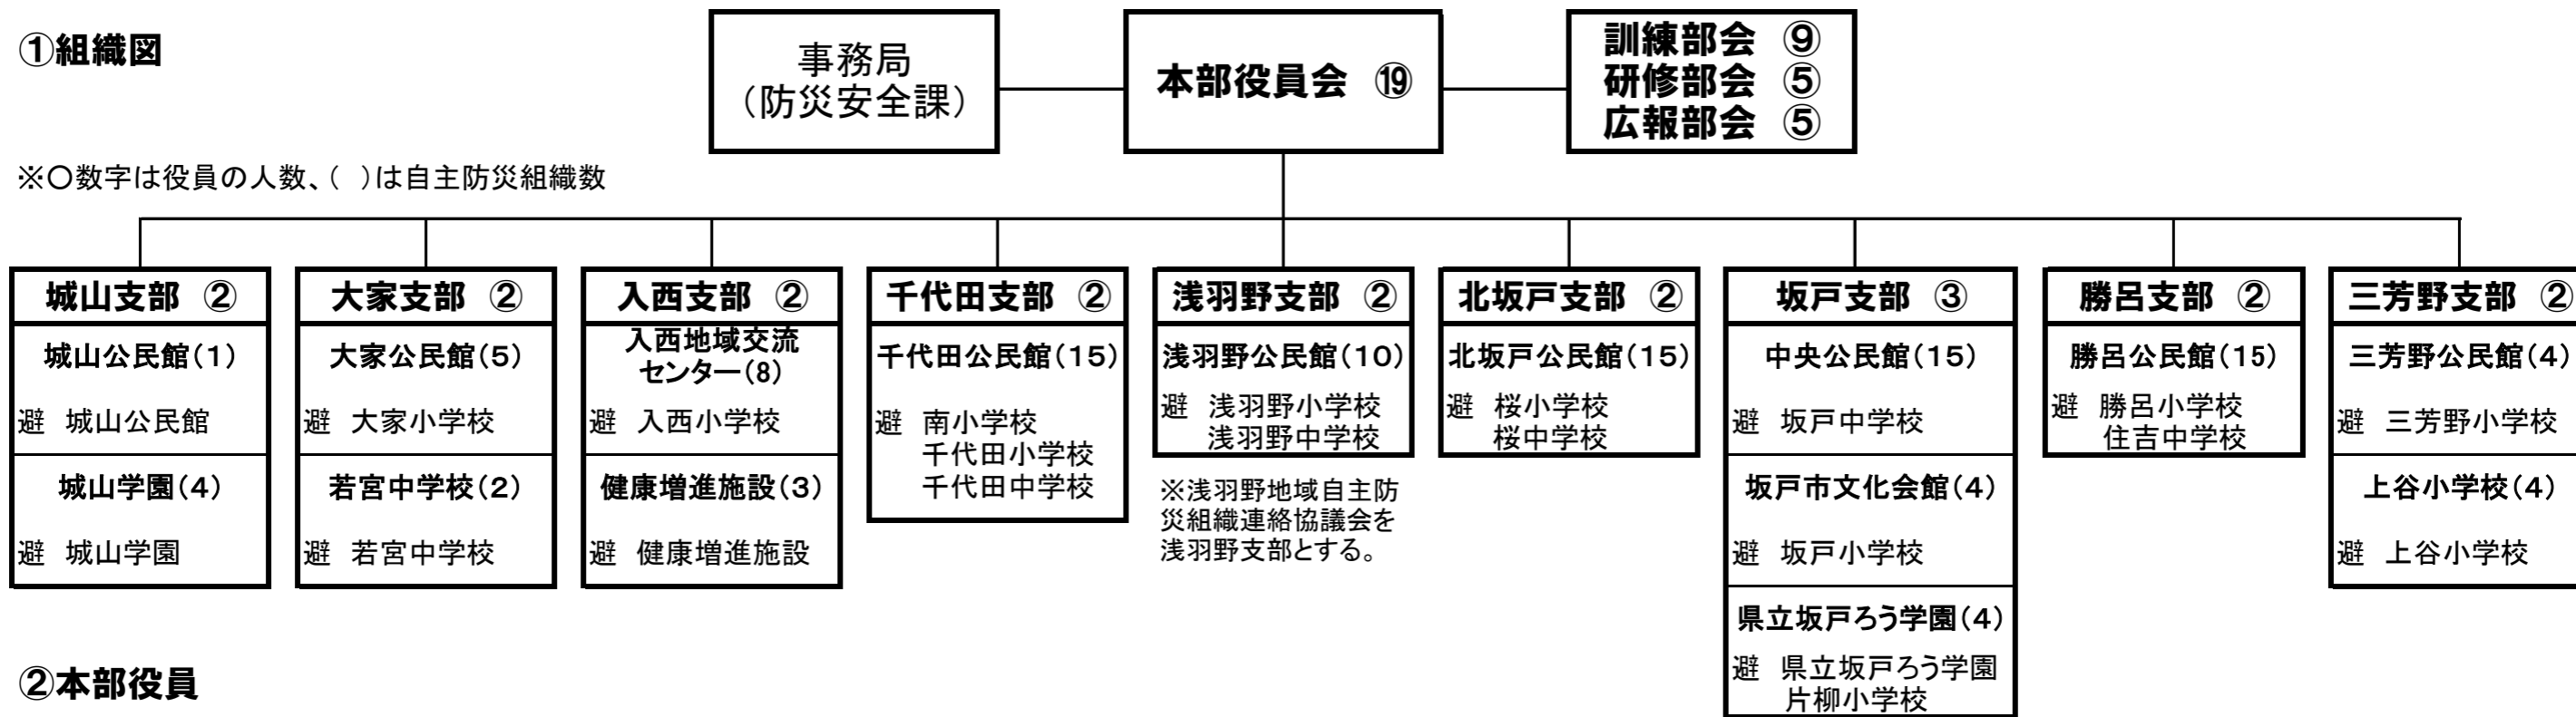 ①組織図
事務局
（防災安全課）
本部役員会 ⑲
訓練部会 ⑨
研修部会 ⑤
広報部会 ⑤
※〇数字は役員の人数、（ ）は自主防災組織数
城山支部 ②
城山公民館（1）
避 城山公民館
城山学園（4）
避 城山学園
大家支部 ②
大家公民館（5）
避 大家小学校
若宮中学校（2）
避 若宮中学校
入西支部 ②
入西地域交流
センター（8）
避 入西小学校
健康増進施設（3）
避 健康増進施設
千代田支部 ②
千代田公民館（15）
避 南小学校
千代田小学校
千代田中学校
浅羽野支部 ②
浅羽野公民館（10）
避 浅羽野小学校
浅羽野中学校
※浅羽野地域自主防
災組織連絡協議会を
浅羽野支部とする。
北坂戸支部 ②
北坂戸公民館（15）
避 桜小学校
桜中学校
坂戸支部 ③
中央公民館（15）
避 坂戸中学校
坂戸市文化会館（4）
避 坂戸小学校
県立坂戸ろう学園（4）
避 県立坂戸ろう学園
片柳小学校
勝呂支部 ②
勝呂公民館（15）
避 勝呂小学校
住吉中学校
三芳野支部 ②
三芳野公民館（4）
避 三芳野小学校
上谷小学校（4）
避 上谷小学校
②本部役員